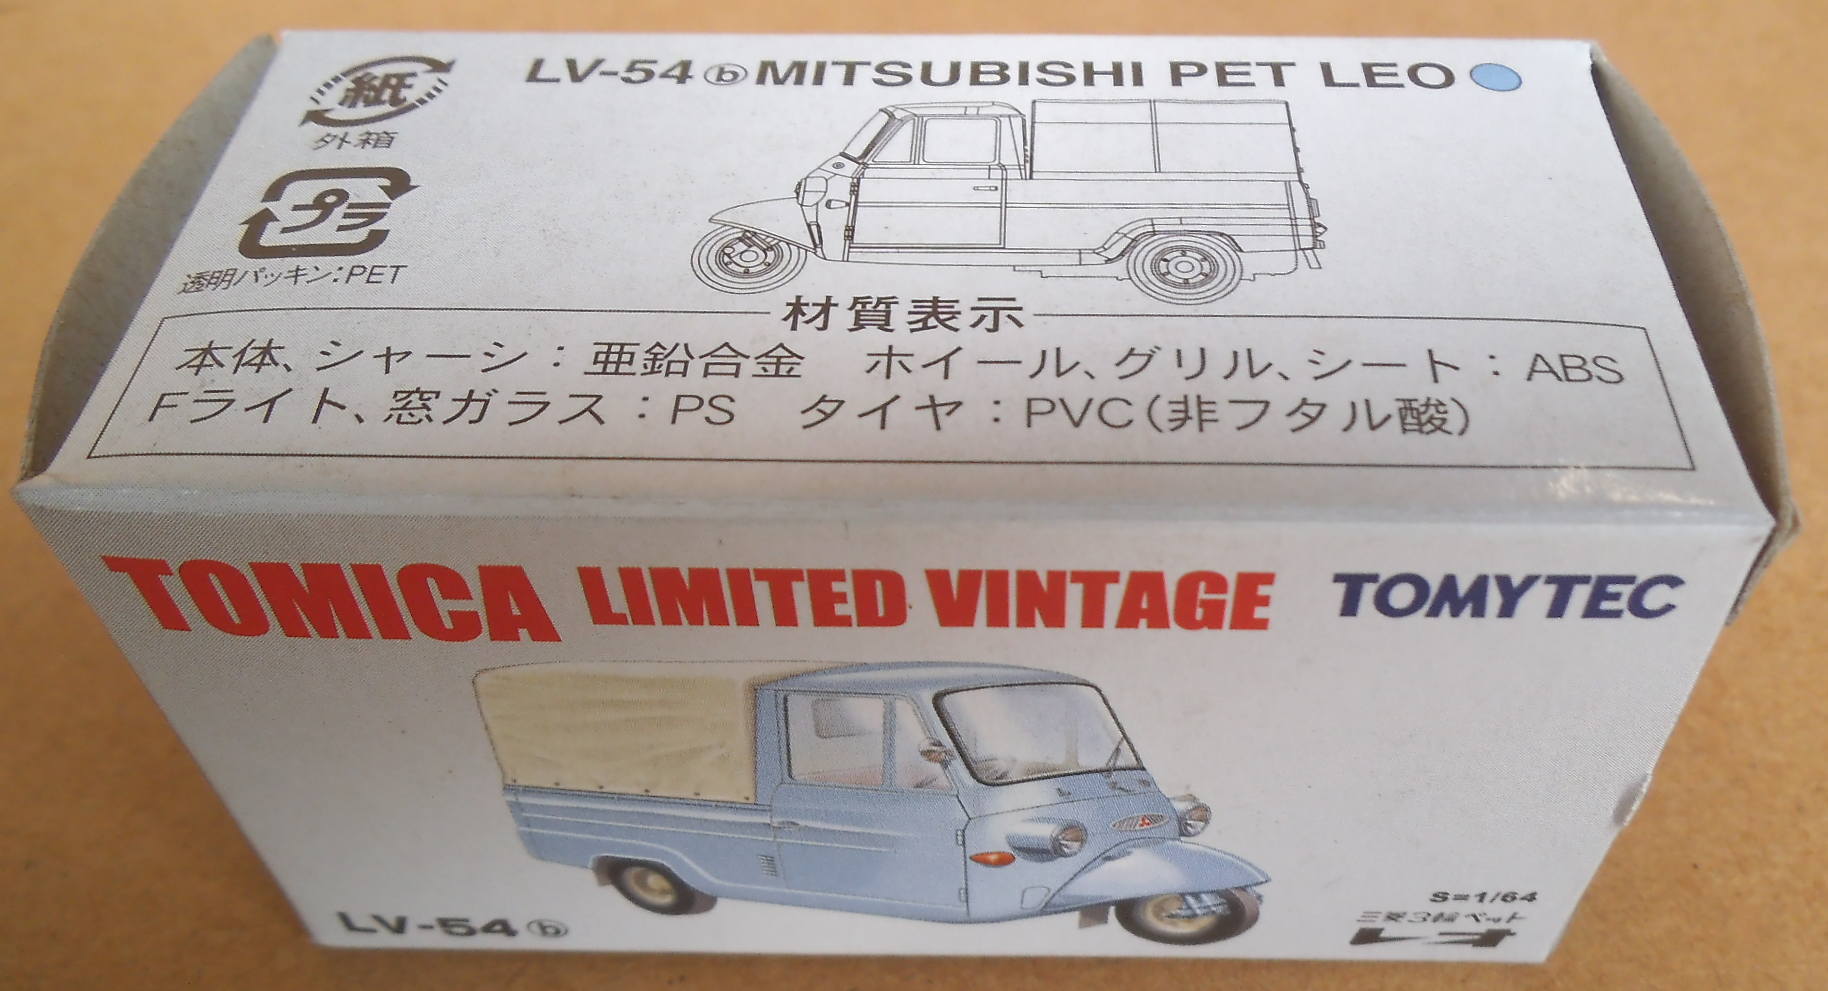 LV-54 ⓑ MITSUBISHI PET LEO
紙
外箱
プラ
透明パッキン:PET
材質表示
本体、シャーシ：亜鉛合金　ホイール、グリル、シート：ABS
Fライト、窓ガラス：PS　タイヤ：PVC(非フタル酸)
TOMICA LIMITED VINTAGE TOMYTEC
S=1/64
三菱3輪ペット
レオ
LV-54 ⓑ